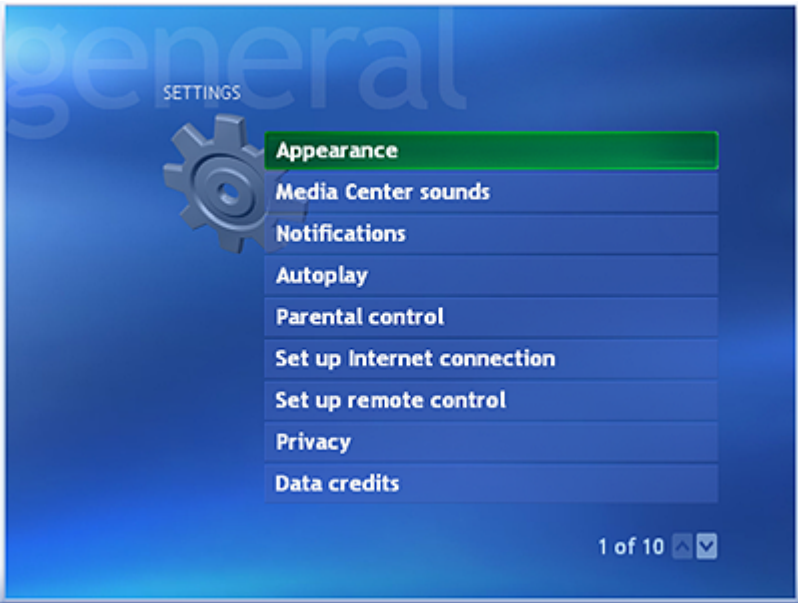 general
SETTINGS
Appearance
Media Center sounds
Notifications
Autoplay
Parental control
Set up Internet connection
Set up remote control
Privacy
Data credits
1 of 10